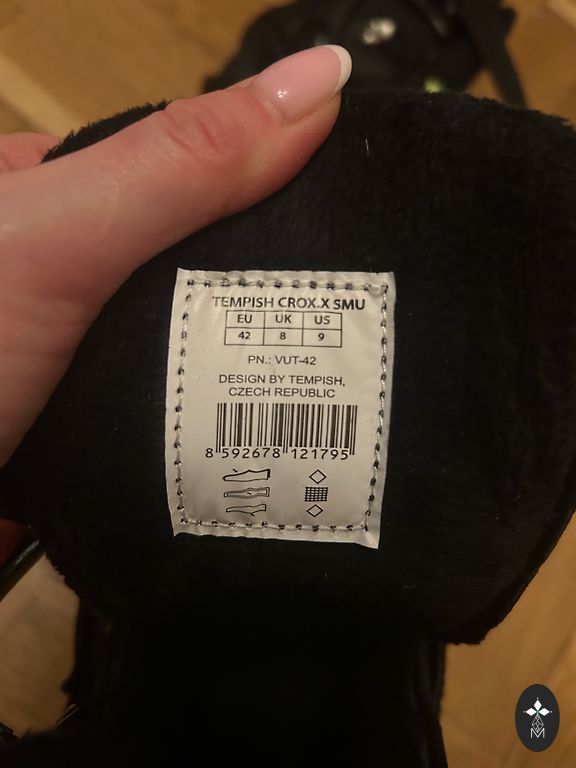 TEMPISH CROX.X SMU
EU UK US
42 8 9
PN.: VUT-42
DESIGN BY TEMPISH,
CZECH REPUBLIC
8 592678 121795
M